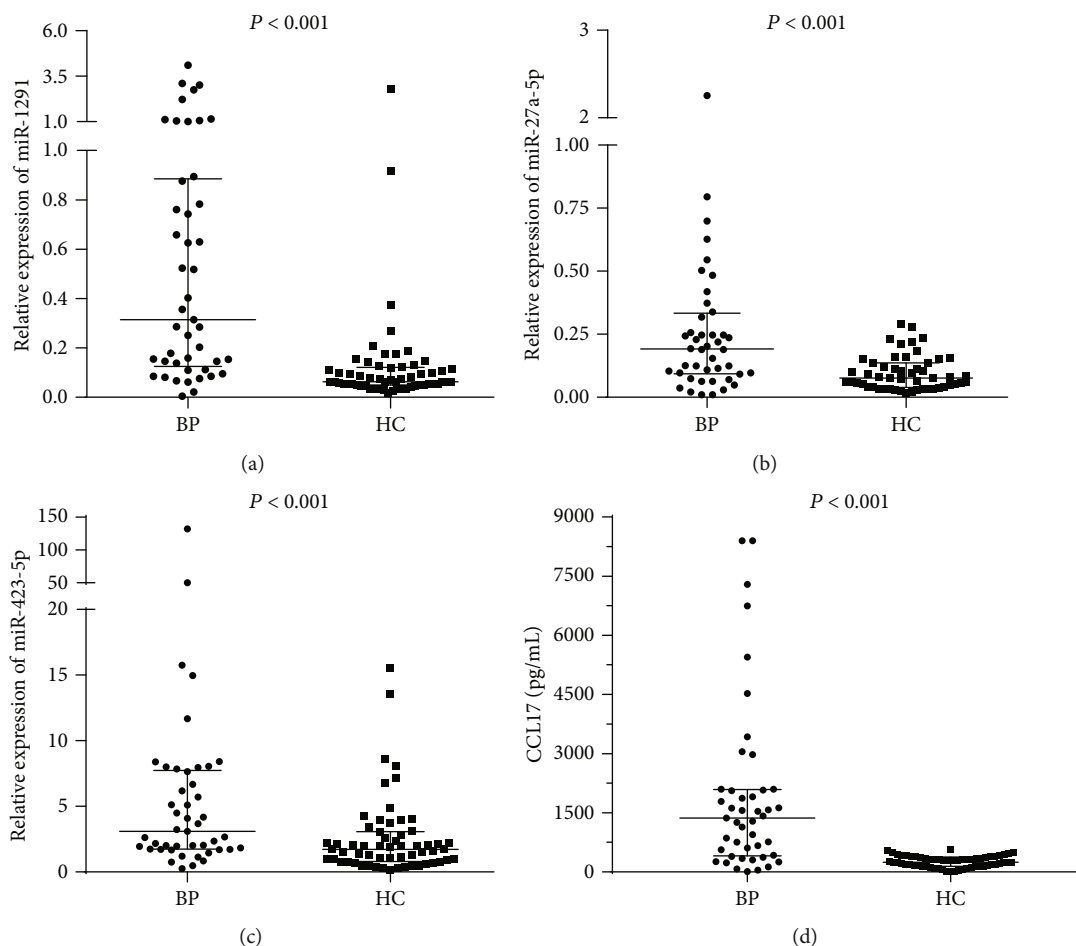 P < 0.001
Relative expression of miR-1291
6.0
3.5
1.0
1.0
0.8
0.6
0.4
0.2
0.0
BP
HC
(a)
P < 0.001
Relative expression of miR-27a-5p
3
2
1.00
0.75
0.50
0.25
0.00
BP
HC
(b)
P < 0.001
Relative expression of miR-423-5p
150
100
50
20
15
10
5
0
BP
HC
(c)
P < 0.001
CCL17 (pg/mL)
9000
7500
6000
4500
3000
1500
0
BP
HC
(d)